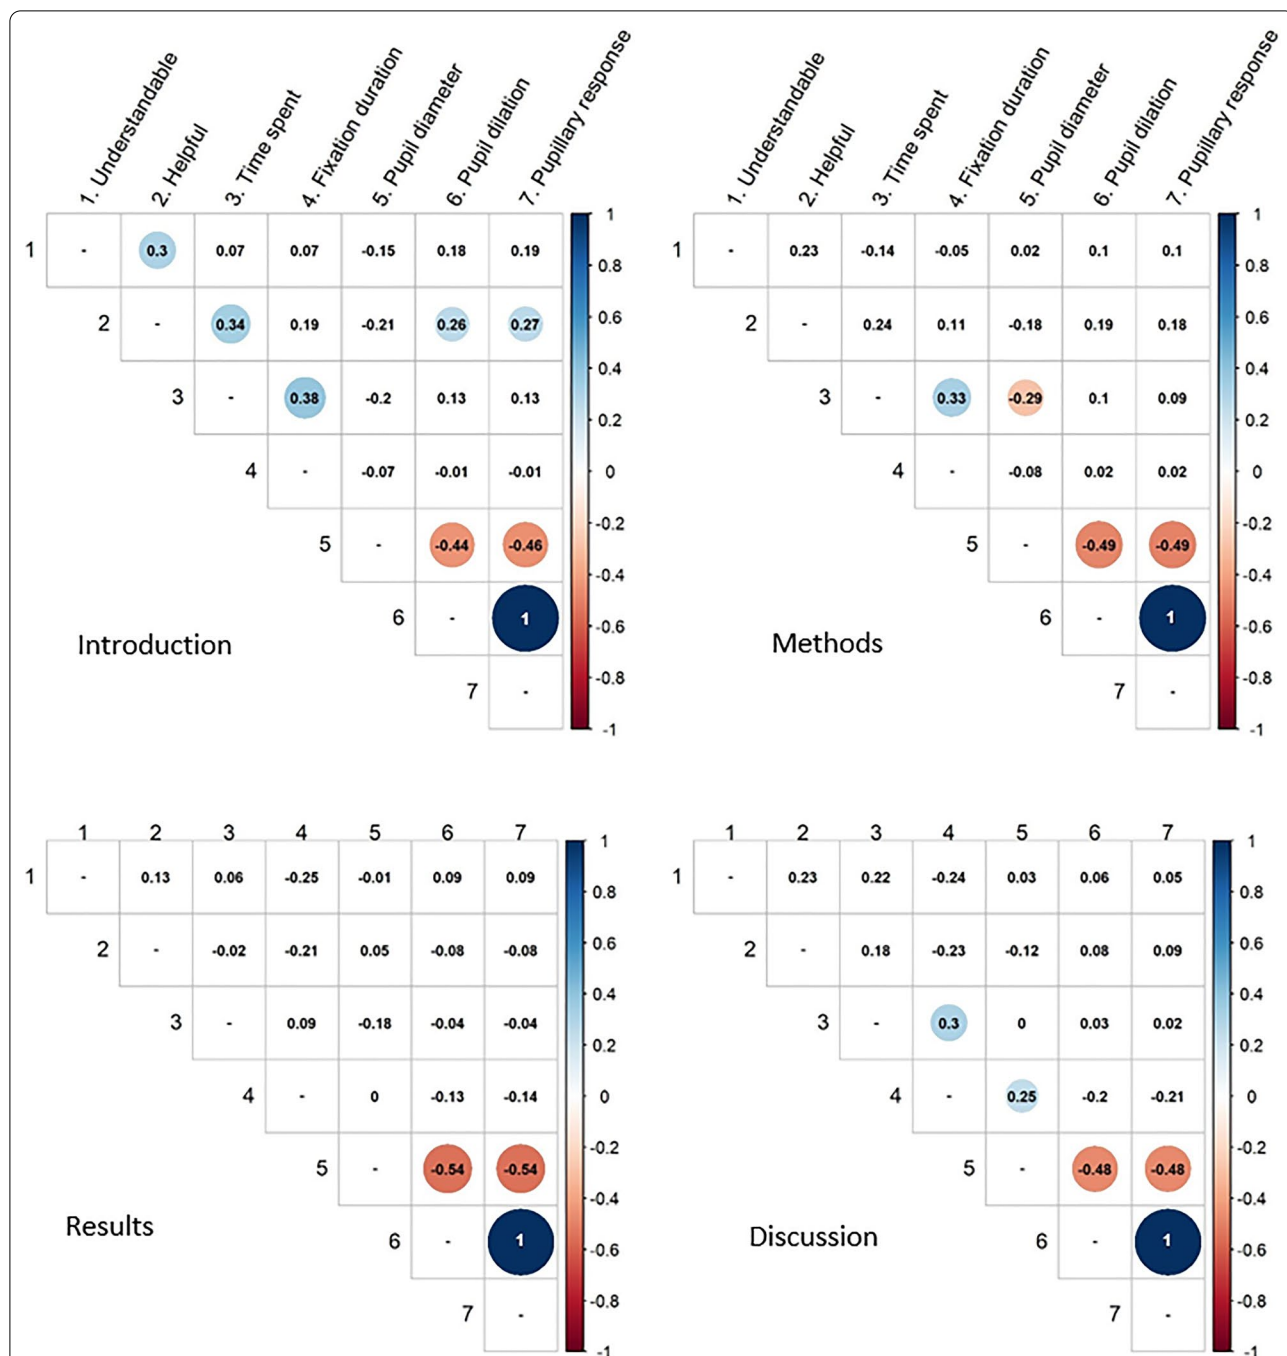 1. Understandable
2. Helpful
3. Time spent
4. Fixation duration
5. Pupil diameter
6. Pupil dilation
7. Pupillary response
1 - 0.3 0.07 0.07 -0.15 0.18 0.19
2 - 0.34 0.19 -0.21 0.26 0.27
3 - 0.38 -0.2 0.13 0.13
4 - -0.07 -0.01 -0.01
5 - -0.44 -0.46
6 - 1
7 -
1
0.8
0.6
0.4
0.2
0
-0.2
-0.4
-0.6
-0.8
-1
Introduction
1. Understandable
2. Helpful
3. Time spent
4. Fixation duration
5. Pupil diameter
6. Pupil dilation
7. Pupillary response
1 - 0.23 -0.14 -0.05 0.02 0.1 0.1
2 - 0.24 0.11 -0.18 0.19 0.18
3 - 0.33 -0.29 0.1 0.09
4 - -0.08 0.02 0.02
5 - -0.49 -0.49
6 - 1
7 -
1
0.8
0.6
0.4
0.2
0
-0.2
-0.4
-0.6
-0.8
-1
Methods
1 2 3 4 5 6 7
1 - 0.13 0.06 -0.25 -0.01 0.09 0.09
2 - -0.02 -0.21 0.05 -0.08 -0.08
3 - 0.09 -0.18 -0.04 -0.04
4 - 0 -0.13 -0.14
5 - -0.54 -0.54
6 - 1
7 -
1
0.8
0.6
0.4
0.2
0
-0.2
-0.4
-0.6
-0.8
-1
Results
1 2 3 4 5 6 7
1 - 0.23 0.22 -0.24 0.03 0.06 0.05
2 - 0.18 -0.23 -0.12 0.08 0.09
3 - 0.3 0 0.03 0.02
4 - 0.25 -0.2 -0.21
5 - -0.48 -0.48
6 - 1
7 -
1
0.8
0.6
0.4
0.2
0
-0.2
-0.4
-0.6
-0.8
-1
Discussion